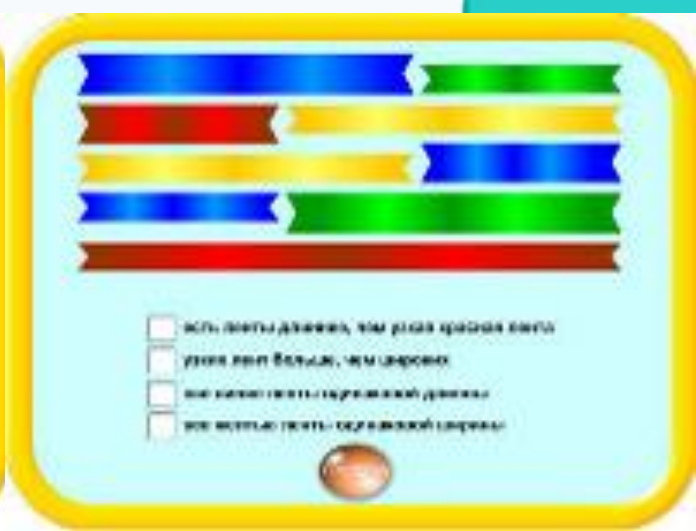 есть ленты длиннее, чем узкая красная лента
узких лент больше, чем широких
все синие ленты одинаковой длины
все желтые ленты одинаковой ширины